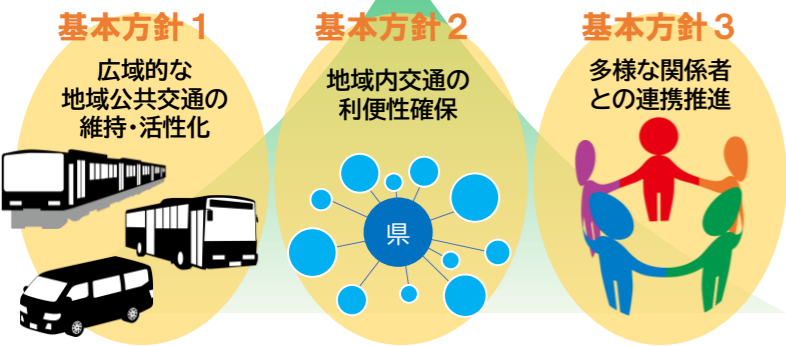 基本方針1
広域的な
地域公共交通の
維持・活性化
基本方針2
地域内交通の
利便性確保
県
基本方針3
多様な関係者
との連携推進